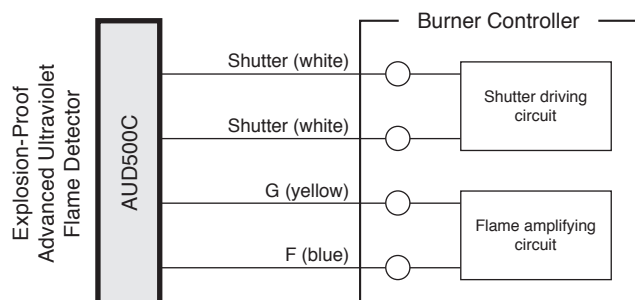 Burner Controller
Explosion-Proof
Advanced Ultraviolet
Flame Detector
AUD500C
Shutter (white)
Shutter (white)
G (yellow)
F (blue)
Shutter driving
circuit
Flame amplifying
circuit